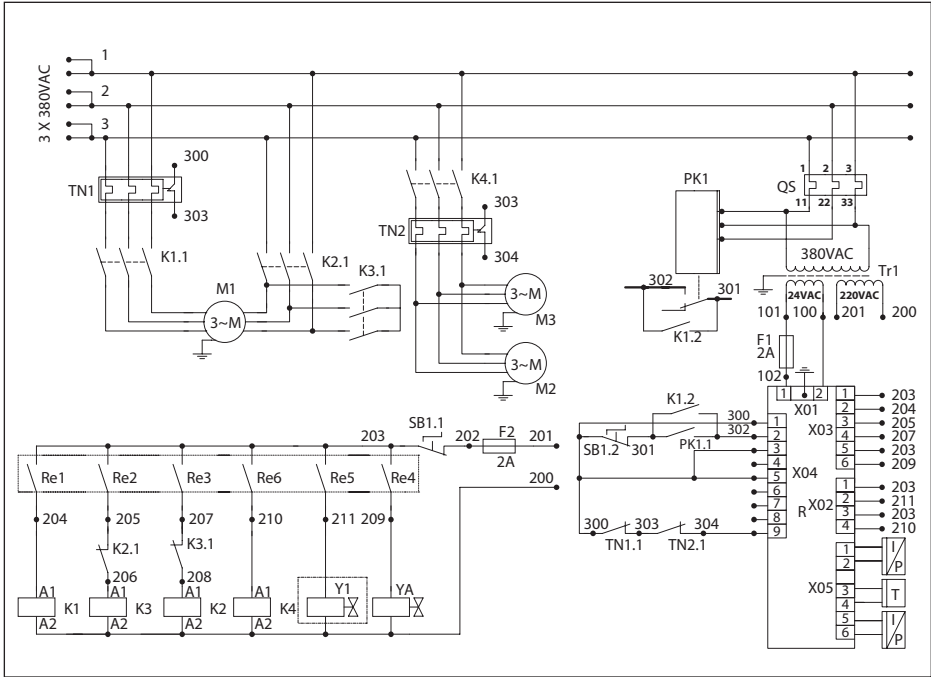 3 X 380VAC
1
2
3
300
TN1
303
K1.1
M1
3~M
K2.1
K3.1
K4.1
303
TN2
304
3~M
M3
3~M
M2
PK1
302
301
K1.2
1 2 3
QS
11 22 33
380VAC
Tr1
24VAC 220VAC
101 100 201 200
F1
2A
102
1 2
X01
1 203
2 204
X03
3 205
4 207
5 203
6 209
1 203
X02
2 211
3 203
4 210
R
X05
1
2
3
4
5
6
I/P
T
I/P
K1.2
300
302
SB1.2 301 PK1.1
1
2
3
4
5
6
7
8
9
X04
300 303 304
TN1.1 TN2.1
203 SB1.1 202 F2 201
2A
200
Re1 Re2 Re3 Re6 Re5 Re4
204 205 207 210 211 209
K2.1 K3.1
206 208
A1 A1 A1 A1 Y1 YA
K1 K3 K2 K4
A2 A2 A2 A2